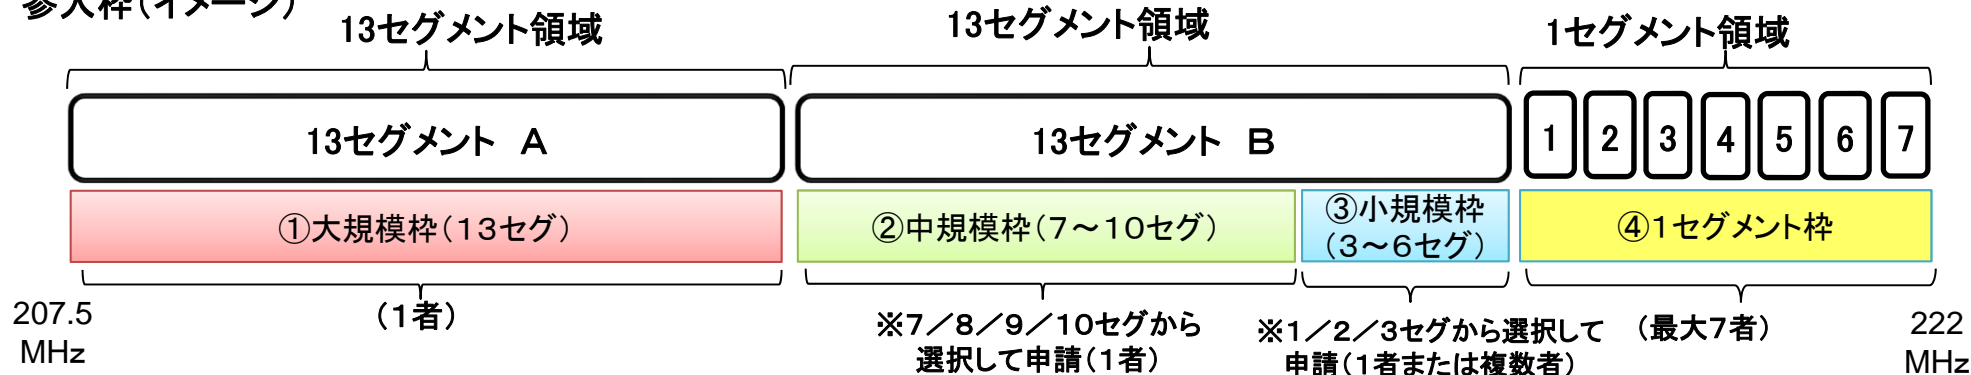 参入枠（イメージ）
13セグメント領域
13セグメント領域
1セグメント領域
13セグメント　A
13セグメント　B
1 2 3 4 5 6 7
①大規模枠（１３セグ）
②中規模枠（７～１０セグ）
③小規模枠
（３～６セグ）
④１セグメント枠
207.5
MHz
（１者）
※７／８／９／１０セグから
選択して申請（１者）
※１／２／３セグから選択して
申請（１者または複数者）
（最大７者）
222
MHz